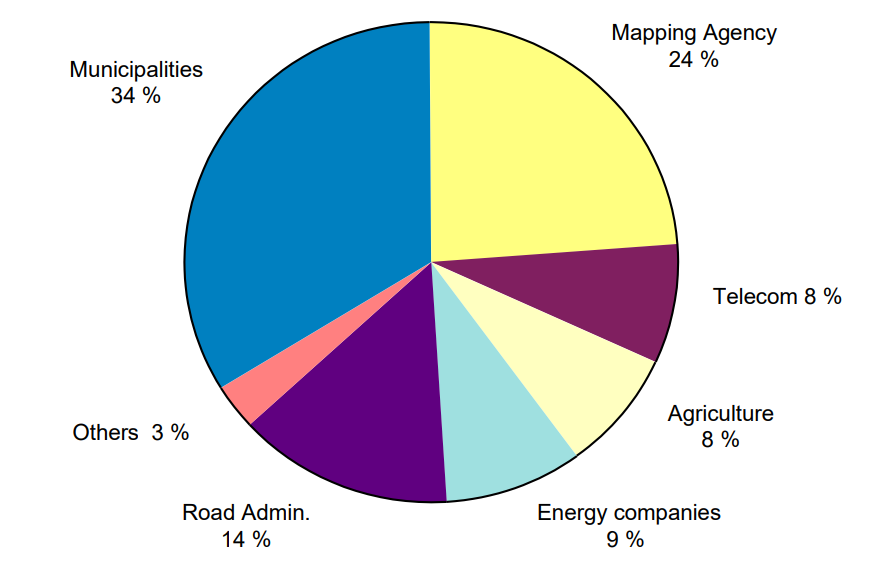 Mapping Agency
24 %
Municipalities
34 %
Telecom 8 %
Agriculture
8 %
Others  3 %
Road Admin.
14 %
Energy companies
9 %